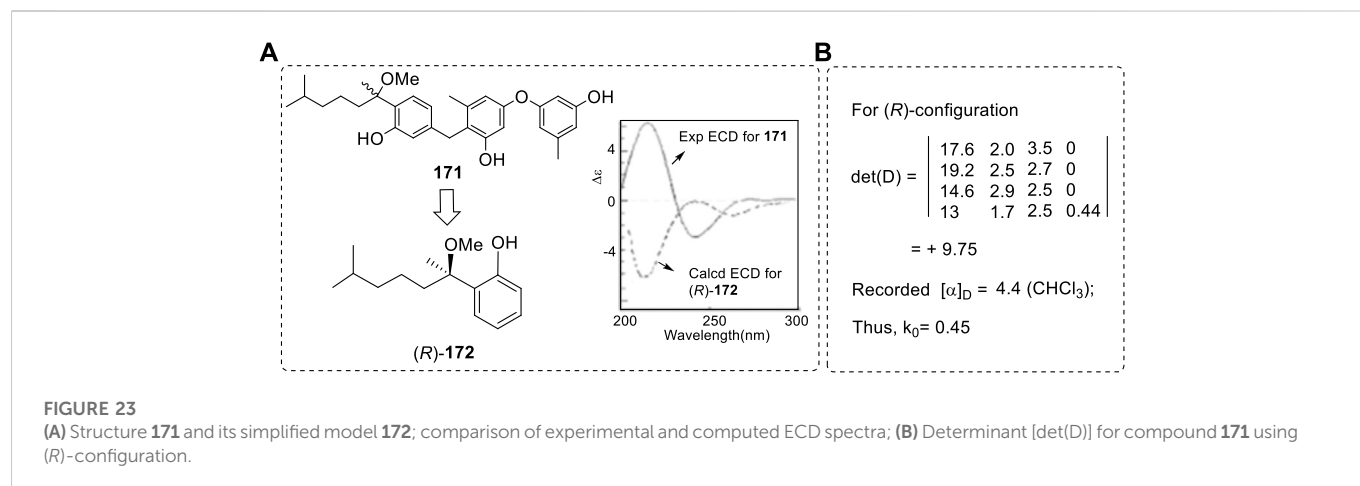 A
OMe
HO
OH
O
OH
171
OMe OH
(R)-172
Δε
4
0
-4
Exp ECD for 171
Calcd ECD for
(R)-172
200 250 300
Wavelength(nm)
B
For (R)-configuration
det(D) =
17.6 2.0 3.5 0
19.2 2.5 2.7 0
14.6 2.9 2.5 0
13 1.7 2.5 0.44
= + 9.75
Recorded [α]D = 4.4 (CHCl3);
Thus, k0= 0.45
FIGURE 23
(A) Structure 171 and its simplified model 172; comparison of experimental and computed ECD spectra; (B) Determinant [det(D)] for compound 171 using
(R)-configuration.